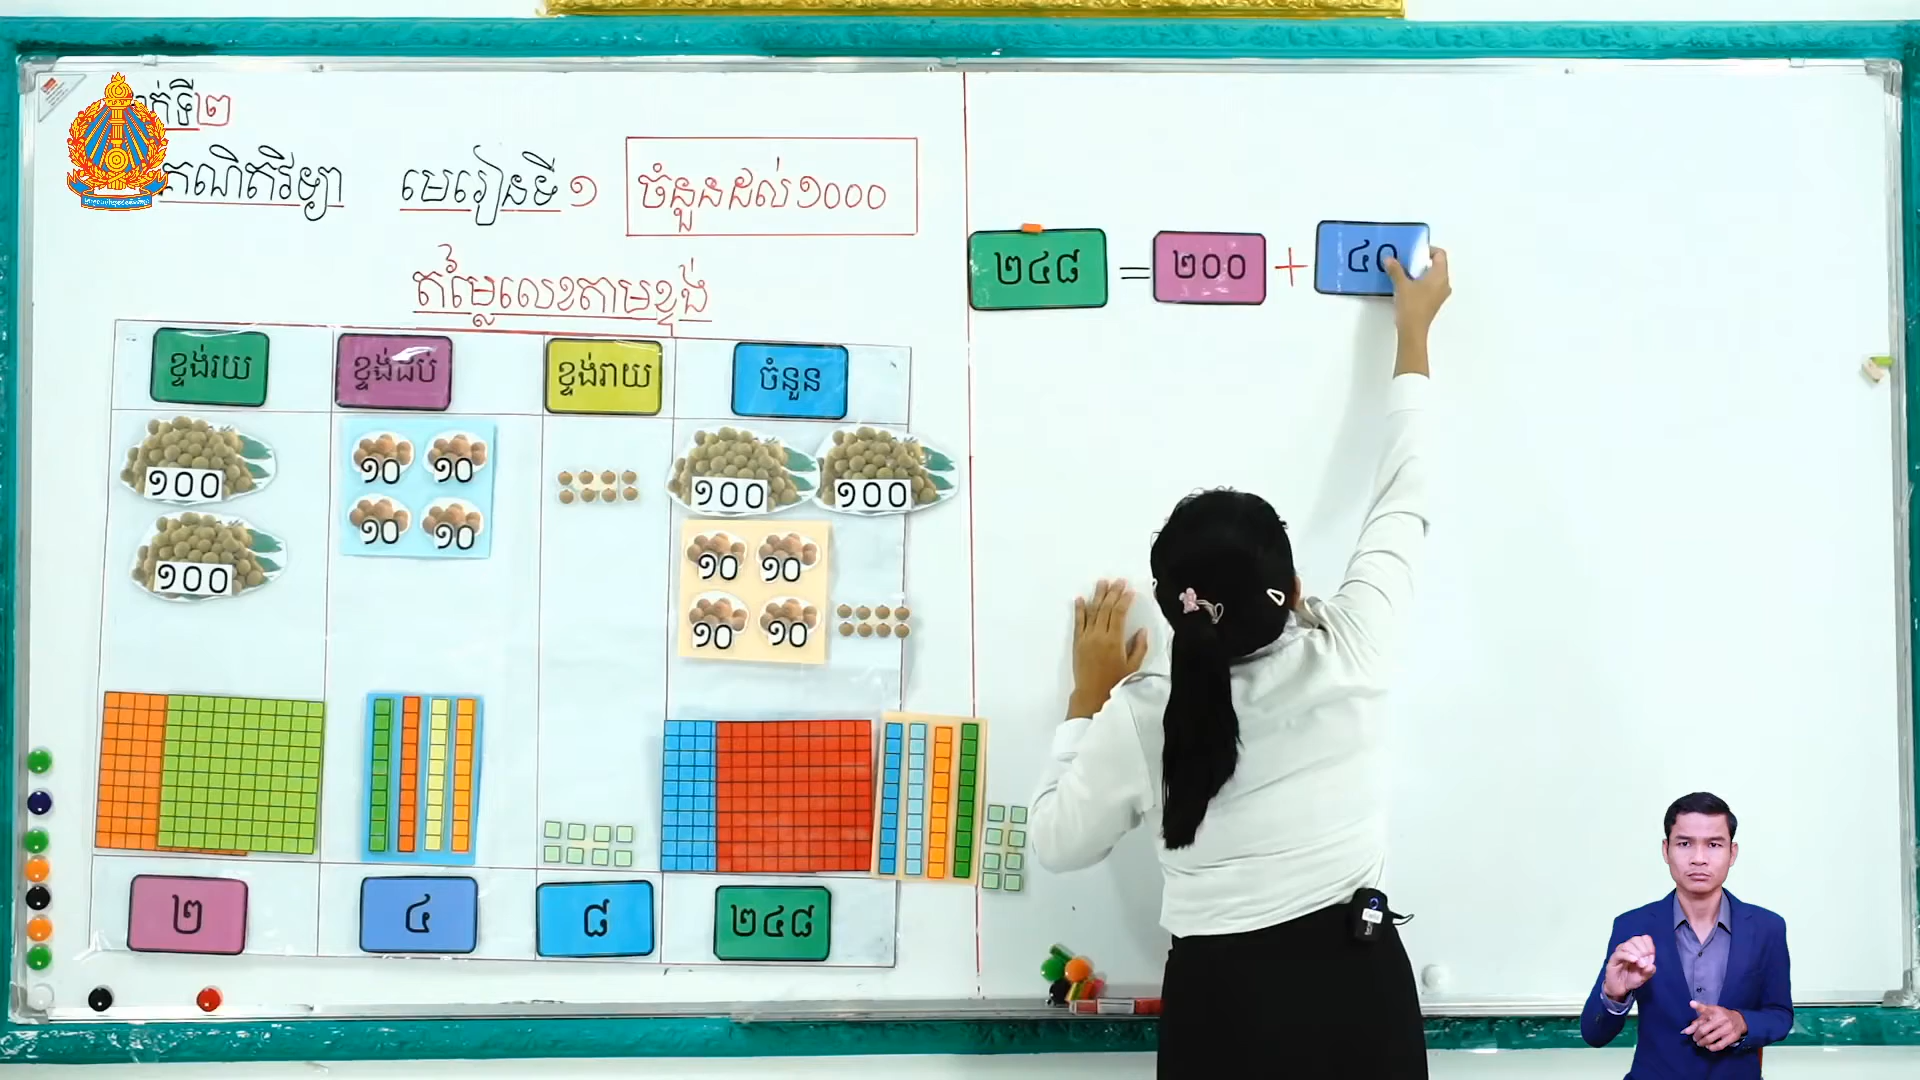 ទី២
គណិតវិទ្យា មេរៀនទី ១ ចំនួនដល់១០០០
តម្លៃលេខតាមខ្ទង់
ខ្ទង់រយ ខ្ទង់ដប់ ខ្ទង់រាយ ចំនួន
១០០ ១០ ១០ ១០០ ១០០
១០ ១០
១០០ ១០ ១០
១០ ១០
២ ៤ ៨ ២៤៨
២៤៨ = ២០០ + ៤០